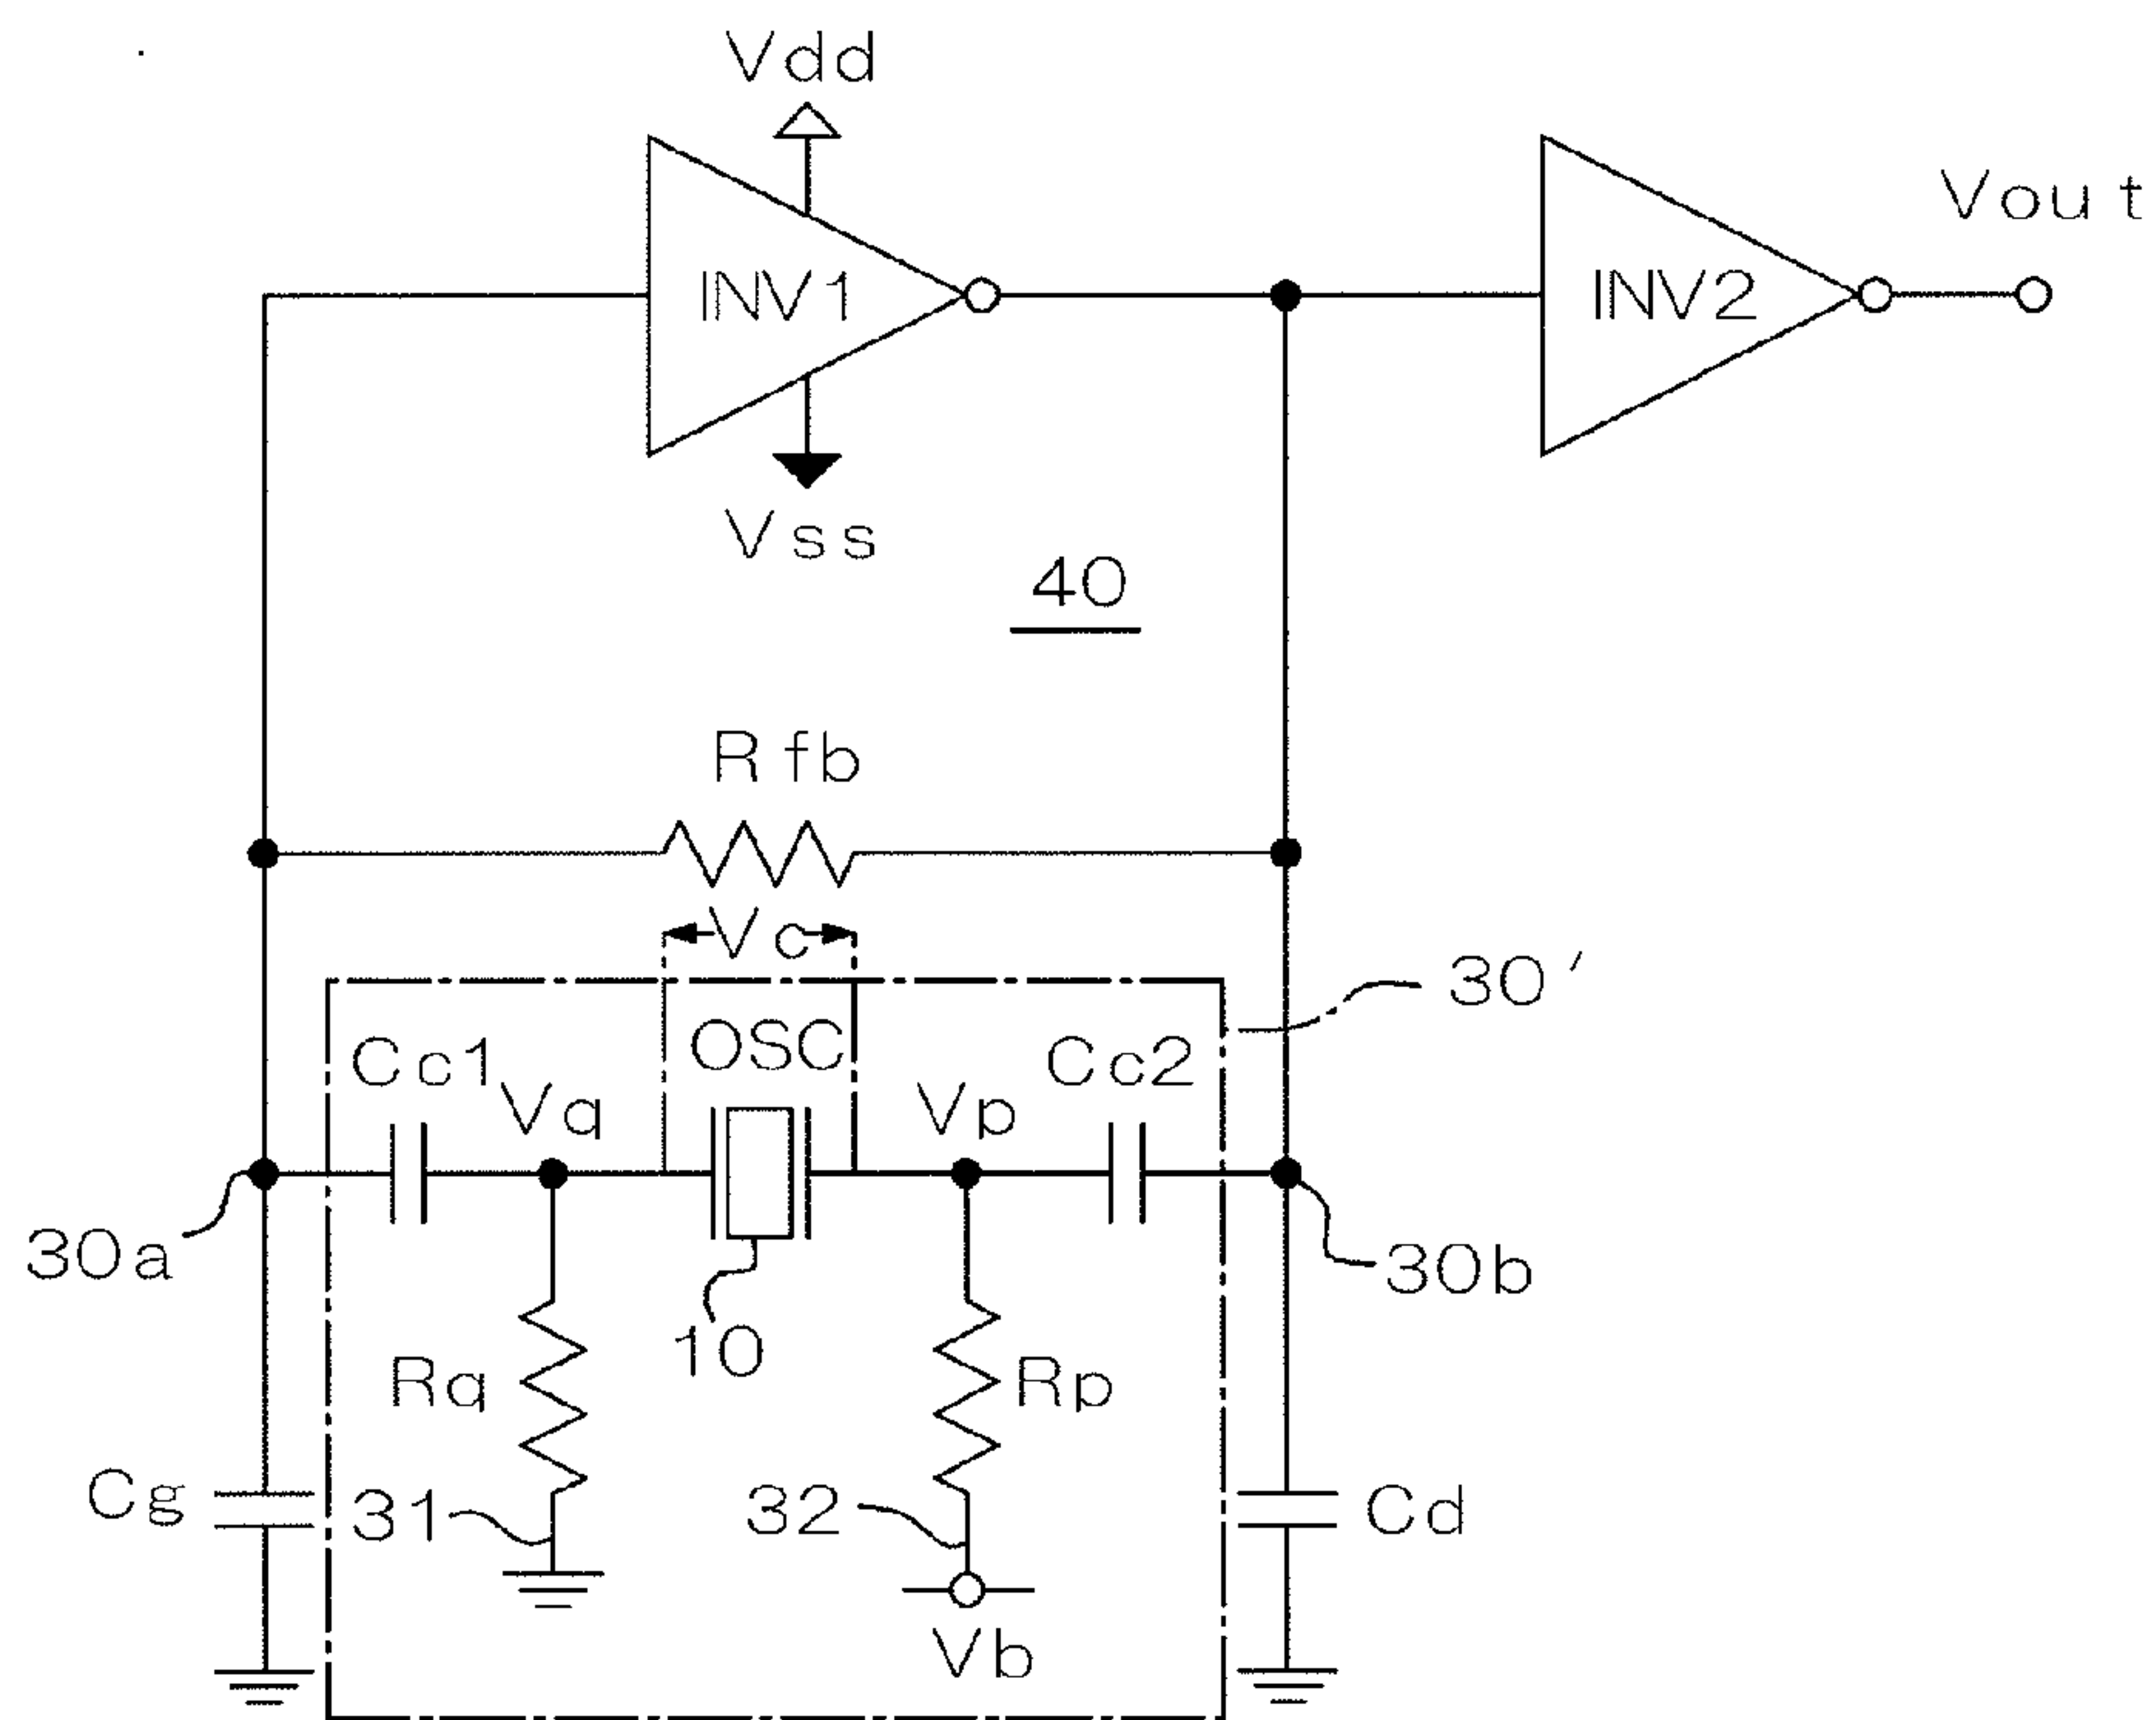 Vdd
INV1
INV2
Vout
Vss
40
Rfb
Vc
30'
Cc1
OSC
Cc2
Vq
Vp
30a
30b
10
Rq
Rp
Cg
31
32
Cd
Vb